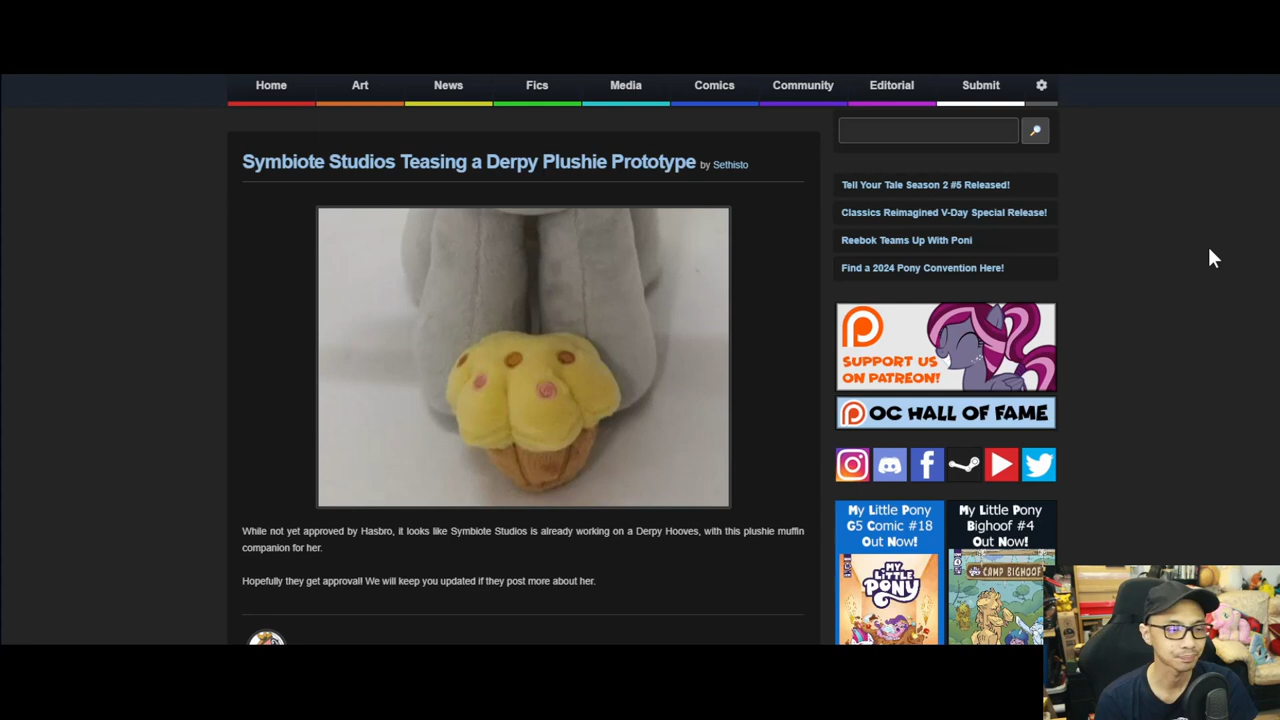 Home Art News Fics Media Comics Community Editorial Submit
Symbiote Studios Teasing a Derpy Plushie Prototype by Sethisto
While not yet approved by Hasbro, it looks like Symbiote Studios is already working on a Derpy Hooves, with this plushie muffin
companion for her.
Hopefully they get approval! We will keep you updated if they post more about her.
Tell Your Tale Season 2 #5 Released!
Classics Reimagined V-Day Special Release!
Reebok Teams Up With Poni
Find a 2024 Pony Convention Here!
SUPPORT US
ON PATREON!
OC HALL OF FAME
My Little Pony
G5 Comic #18
Out Now!
MY
LITTLE
PONY
My Little Pony
Bighoof #4
Out Now!
CAMP BIGHOOF